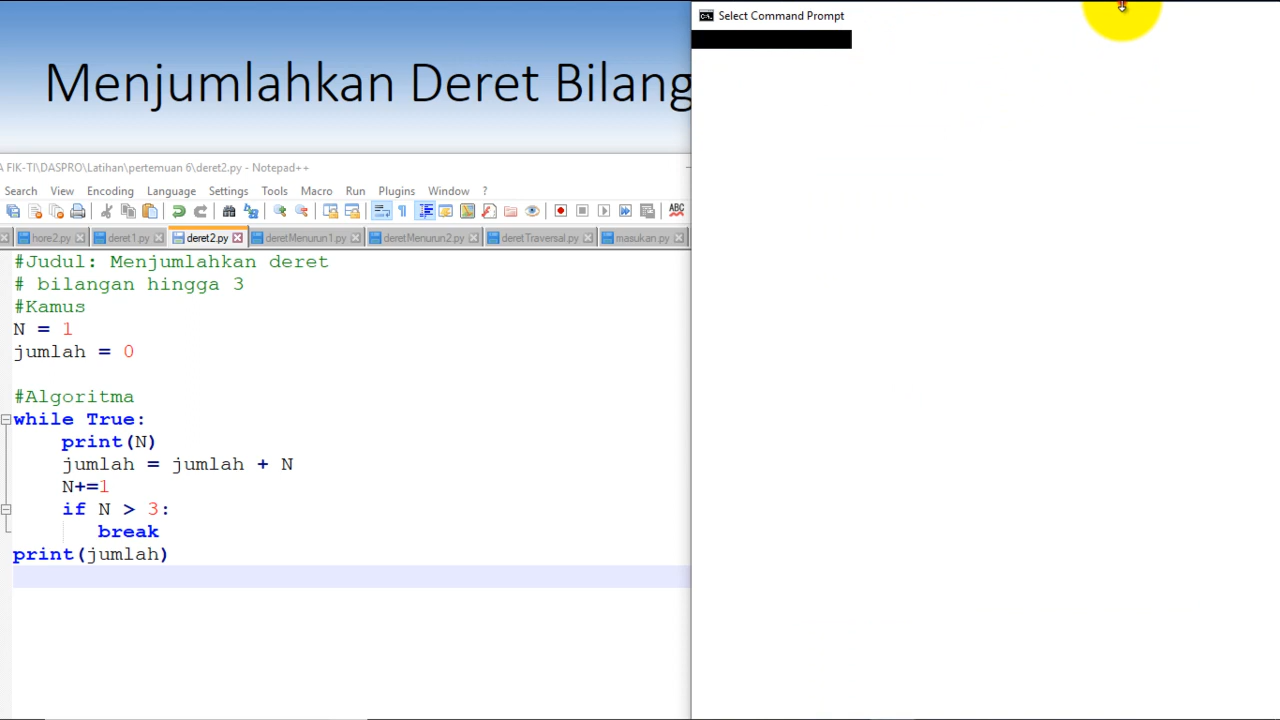 Select Command Prompt
Menjumlahkan Deret Bilang
A FIK-TI\DASPRO\Latihan\pertemuan 6\deret2.py - Notepad++
Search View Encoding Language Settings Tools Macro Run Plugins Window ?
ABC
hore2.py deret1.py deret2.py deretMenurun1.py deretMenurun2.py deretTraversal.py masukan.py
#Judul: Menjumlahkan deret
# bilangan hingga 3
#Kamus
N = 1
jumlah = 0
#Algoritma
while True:
print(N)
jumlah = jumlah + N
N+=1
if N > 3:
break
print(jumlah)